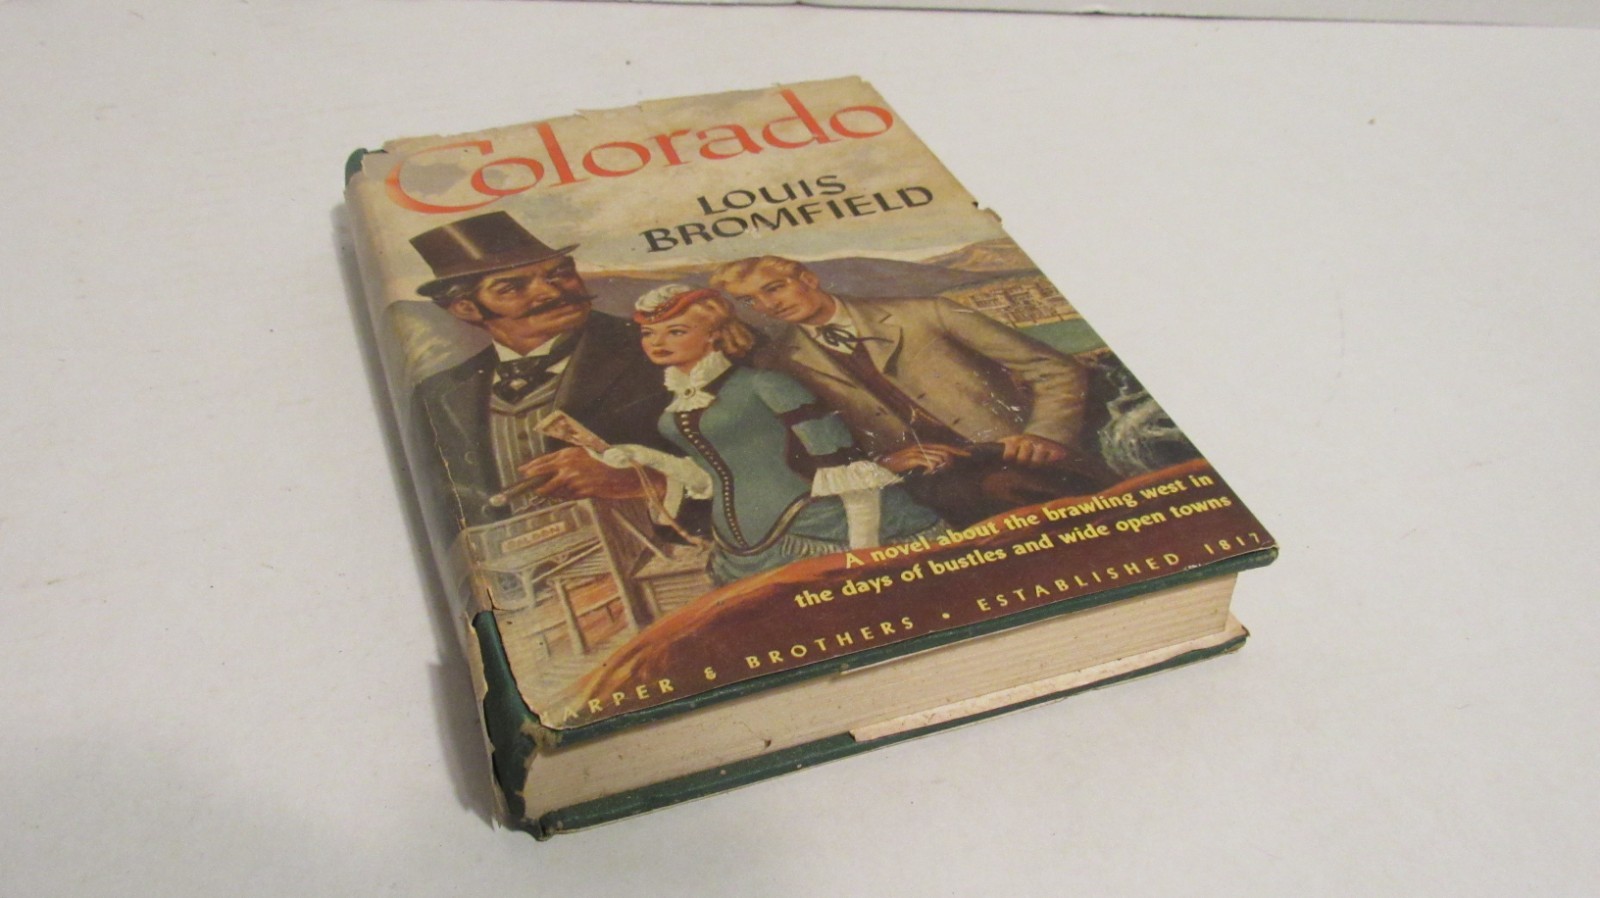 Colorado
LOUIS
BROMFIELD
SALOON
A novel about the brawling west in
the days of bustles and wide open towns
ARPER & BROTHERS • ESTABLISHED 1817